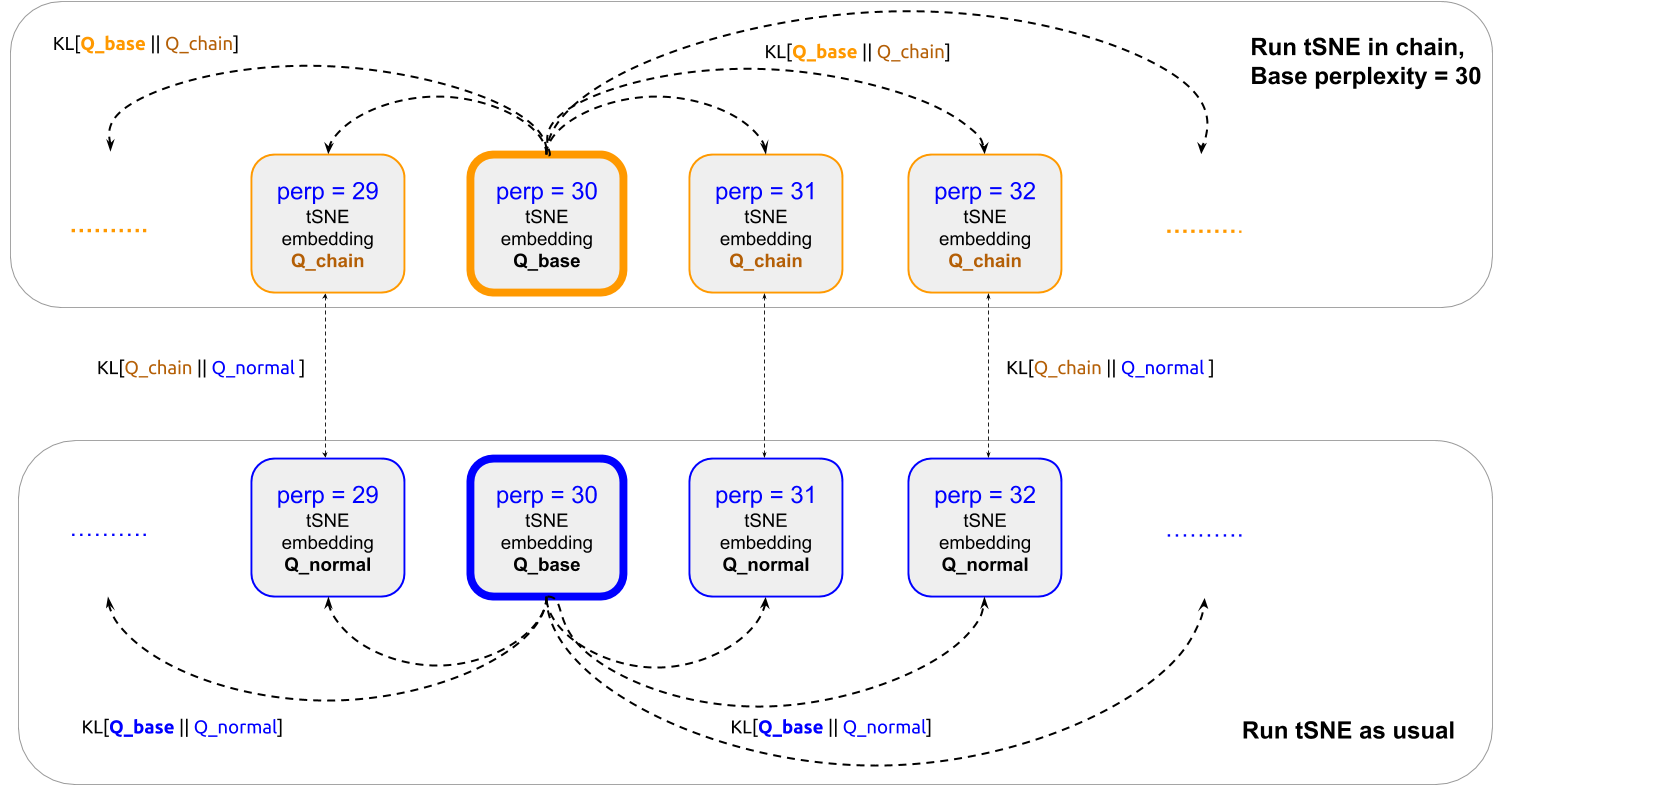 KL[Q_base || Q_chain]
KL[Q_base || Q_chain]
Run tSNE in chain,
Base perplexity = 30
perp = 29
tSNE
embedding
Q_chain
perp = 30
tSNE
embedding
Q_base
perp = 31
tSNE
embedding
Q_chain
perp = 32
tSNE
embedding
Q_chain
..........
..........
KL[Q_chain || Q_normal ]
KL[Q_chain || Q_normal ]
perp = 29
tSNE
embedding
Q_normal
perp = 30
tSNE
embedding
Q_base
perp = 31
tSNE
embedding
Q_normal
perp = 32
tSNE
embedding
Q_normal
..........
..........
KL[Q_base || Q_normal]
KL[Q_base || Q_normal]
Run tSNE as usual